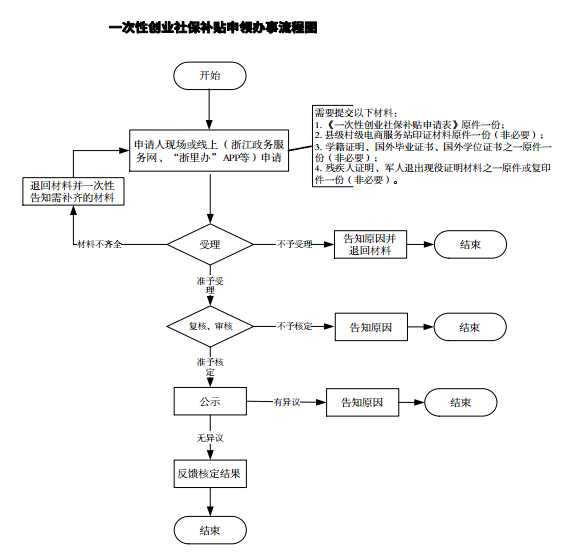 一次性创业社保补贴申领办事流程图
开始
需要提交以下材料：
1.《一次性创业社保补贴申请表》原件一份；
2. 县级村级电商服务站印证材料原件一份（非必要）；
3. 学籍证明、国外毕业证书、国外学位证书之一原件一
份（非必要）；
4. 残疾人证明、军人退出现役证明材料之一原件或复印
件一份（非必要）。
申请人现场或线上（浙江政务服
务网、“浙里办”APP等）申请
退回材料并一次性
告知需补齐的材料
材料不齐全
受理
不予受理
告知原因并
退回材料
结束
准予受
理
复核、审核
不予核定
告知原因
结束
准予核
定
公示
有异议
告知原因
结束
无异议
反馈核定结果
结束